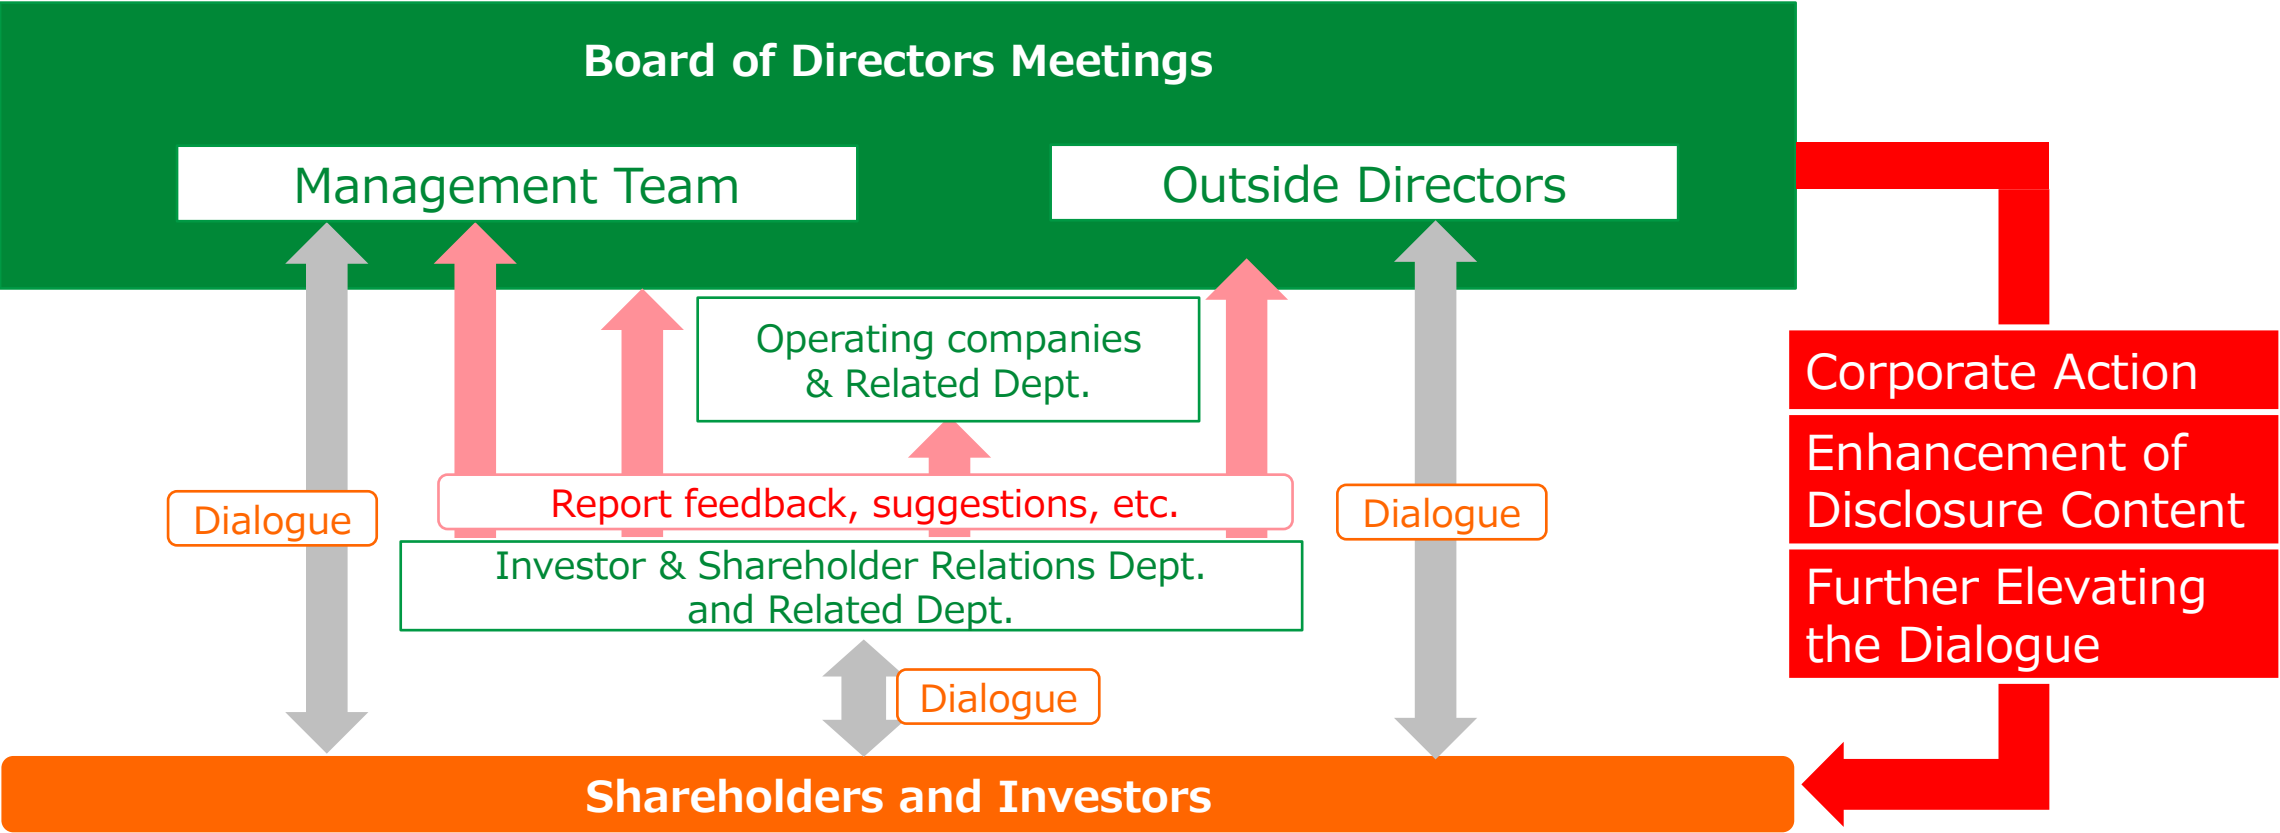 Board of Directors Meetings
Management Team
Outside Directors
Operating companies
& Related Dept.
Report feedback, suggestions, etc.
Dialogue
Dialogue
Investor & Shareholder Relations Dept.
and Related Dept.
Dialogue
Shareholders and Investors
Corporate Action
Enhancement of
Disclosure Content
Further Elevating
the Dialogue